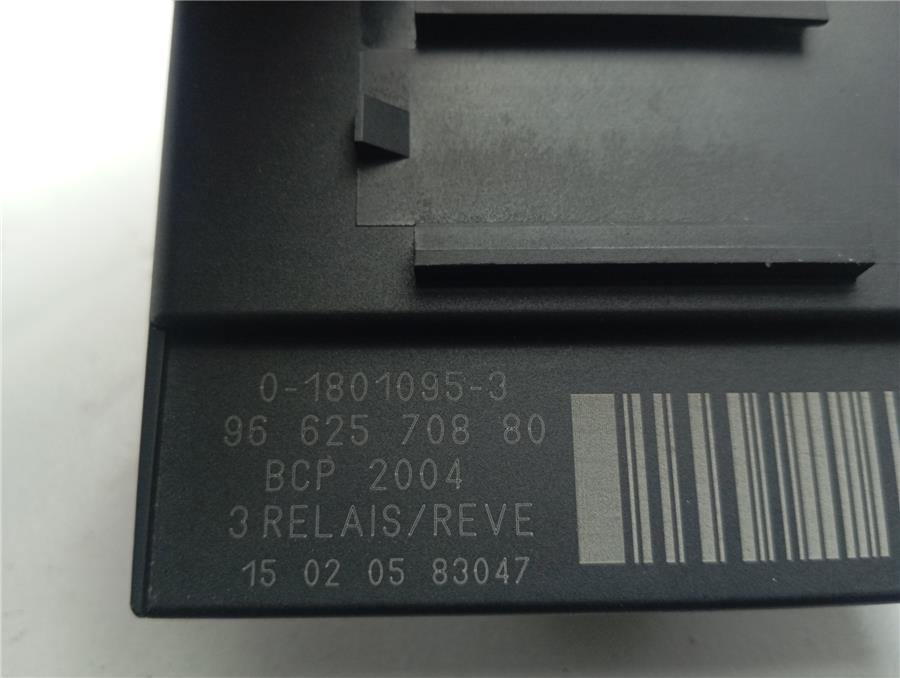 0-1801095-3
96 625 708 80
BCP 2004
3 RELAIS/REVE
15 02 05 83047